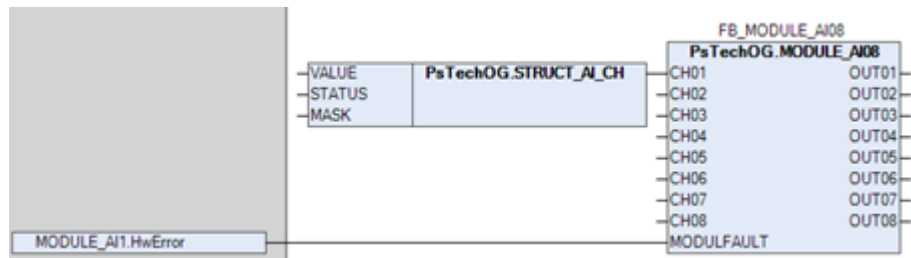 FB_MODULE_AI08
PsTechOG.MODULE_AI08
VALUE PsTechOG.STRUCT_AI_CH
STATUS
MASK
CH01 OUT01
CH02 OUT02
CH03 OUT03
CH04 OUT04
CH05 OUT05
CH06 OUT06
CH07 OUT07
CH08 OUT08
MODULE_AI1.HwError MODULFAULT